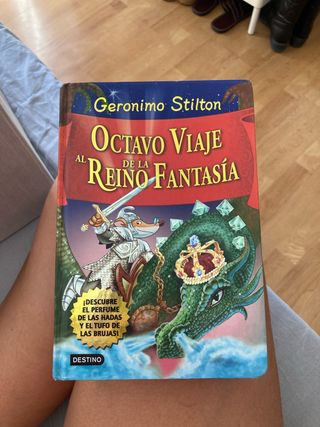 Geronimo Stilton
OCTAVO VIAJE
AL REINO DE LA FANTASÍA
¡DESCUBRE
EL PERFUME
DE LAS HADAS
Y EL TUFO DE
LAS BRUJAS!
DESTINO